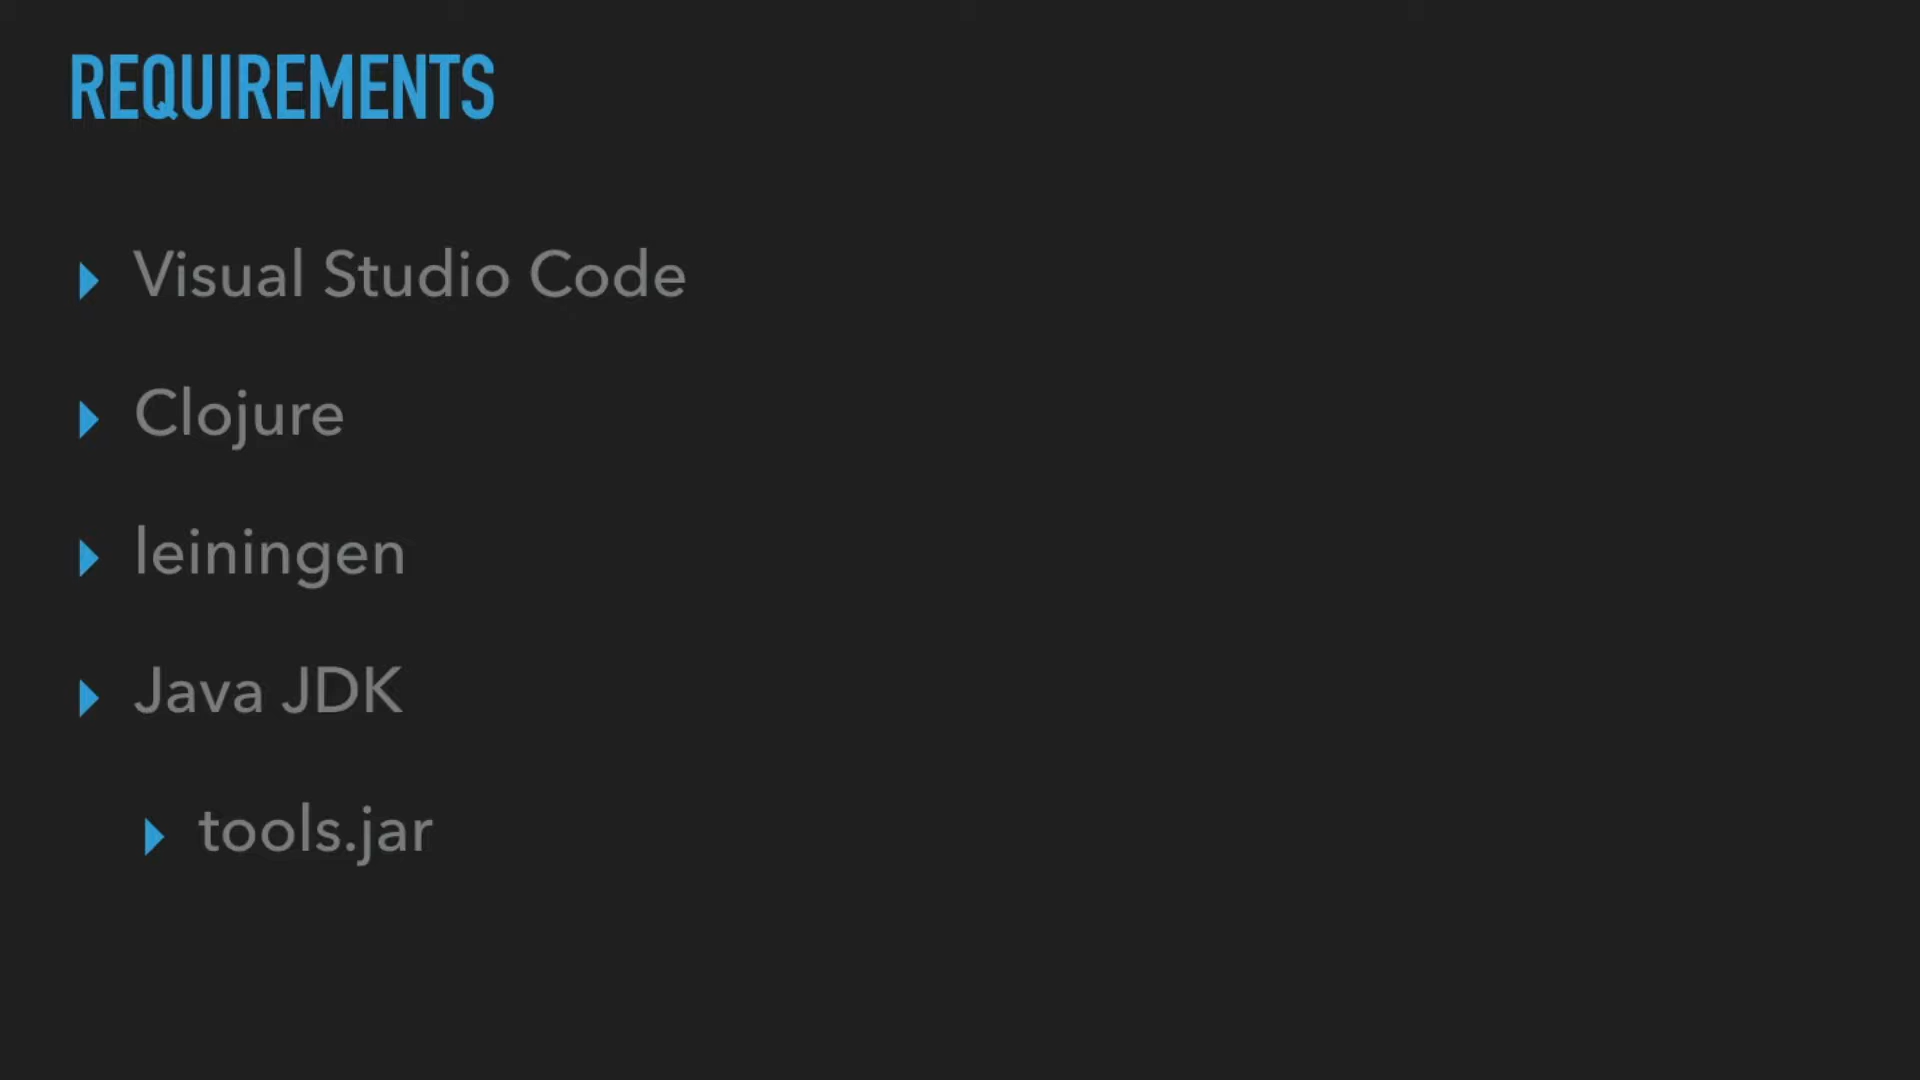 REQUIREMENTS
Visual Studio Code
Clojure
leiningen
Java JDK
tools.jar